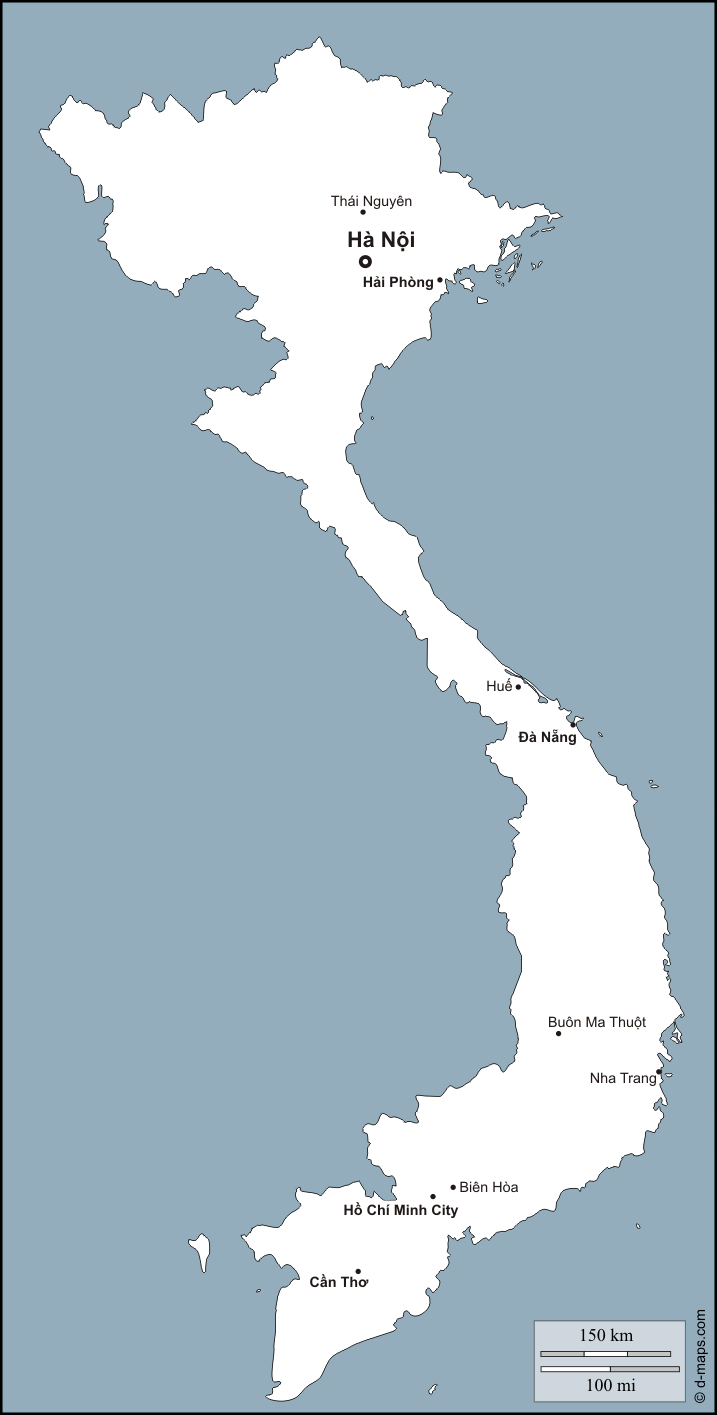 Thái Nguyên
Hà Nội
Hải Phòng
Huế
Đà Nẵng
Buôn Ma Thuột
Nha Trang
Biên Hòa
Hồ Chí Minh City
Cần Thơ
150 km
100 mi
© d-maps.com